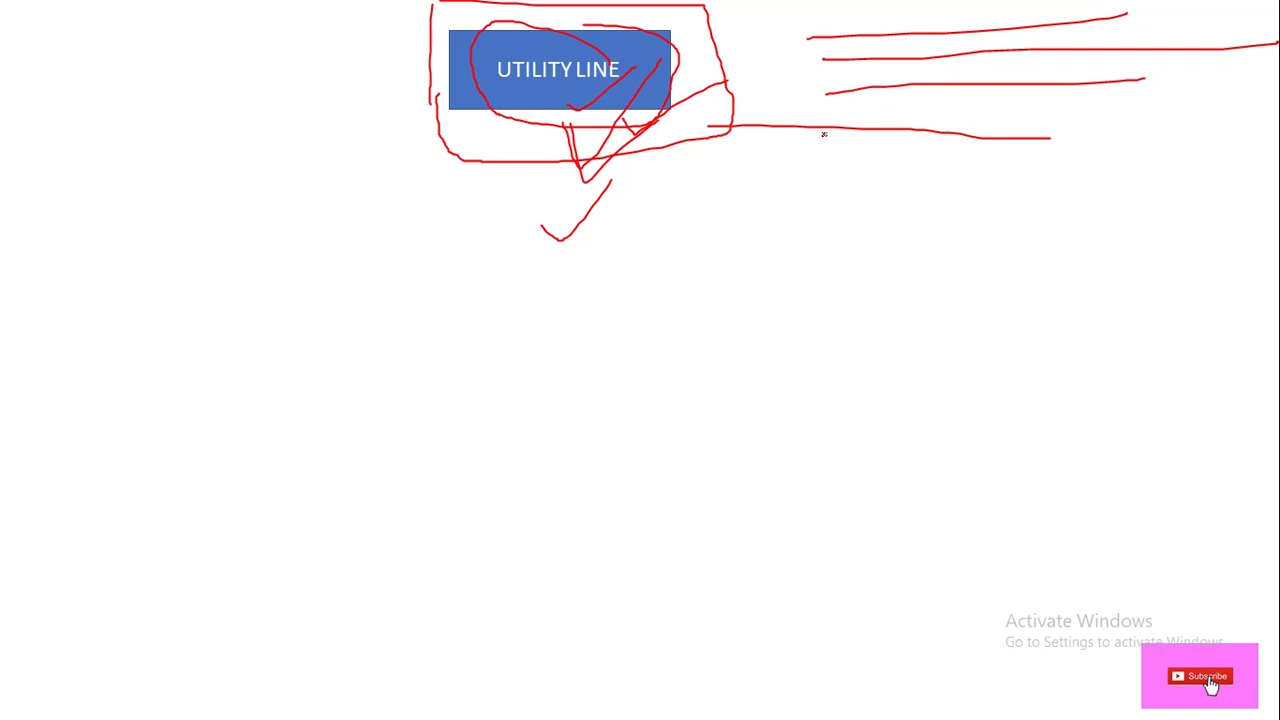 UTILITY LINE
Activate Windows
Go to Settings to activate Windows.
Subscribe